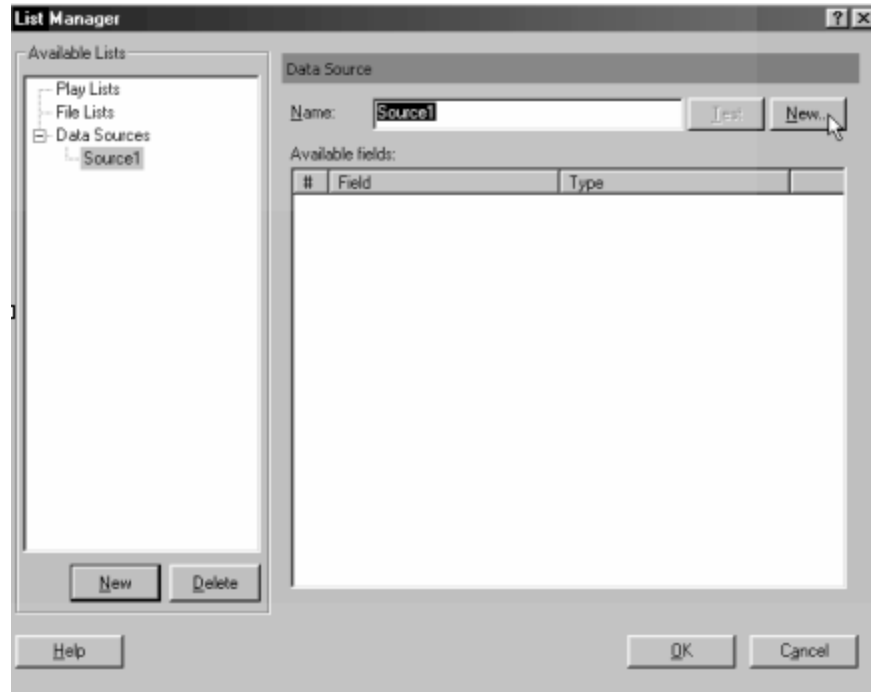 List Manager
Available Lists
Play Lists
File Lists
Data Sources
Source1
New
Delete
Data Source
Name:
Source1
Test
New...
Available fields:
# Field Type
Help
OK
Cancel